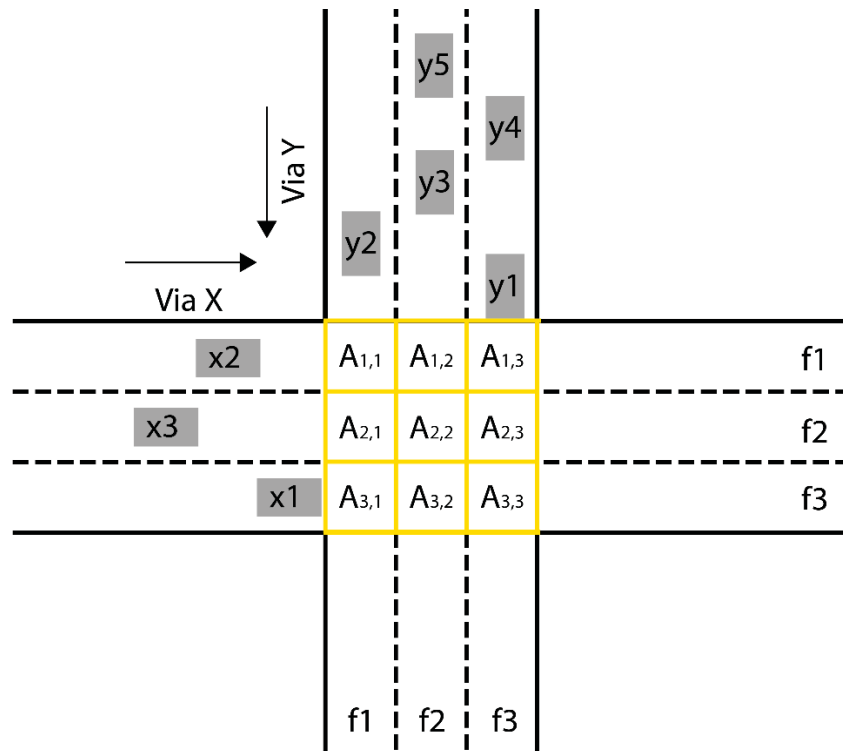 y5
y4
y3
Via Y
y2
y1
Via X
x2
A1,1 A1,2 A1,3
f1
x3
A2,1 A2,2 A2,3
f2
x1
A3,1 A3,2 A3,3
f3
f1 f2 f3